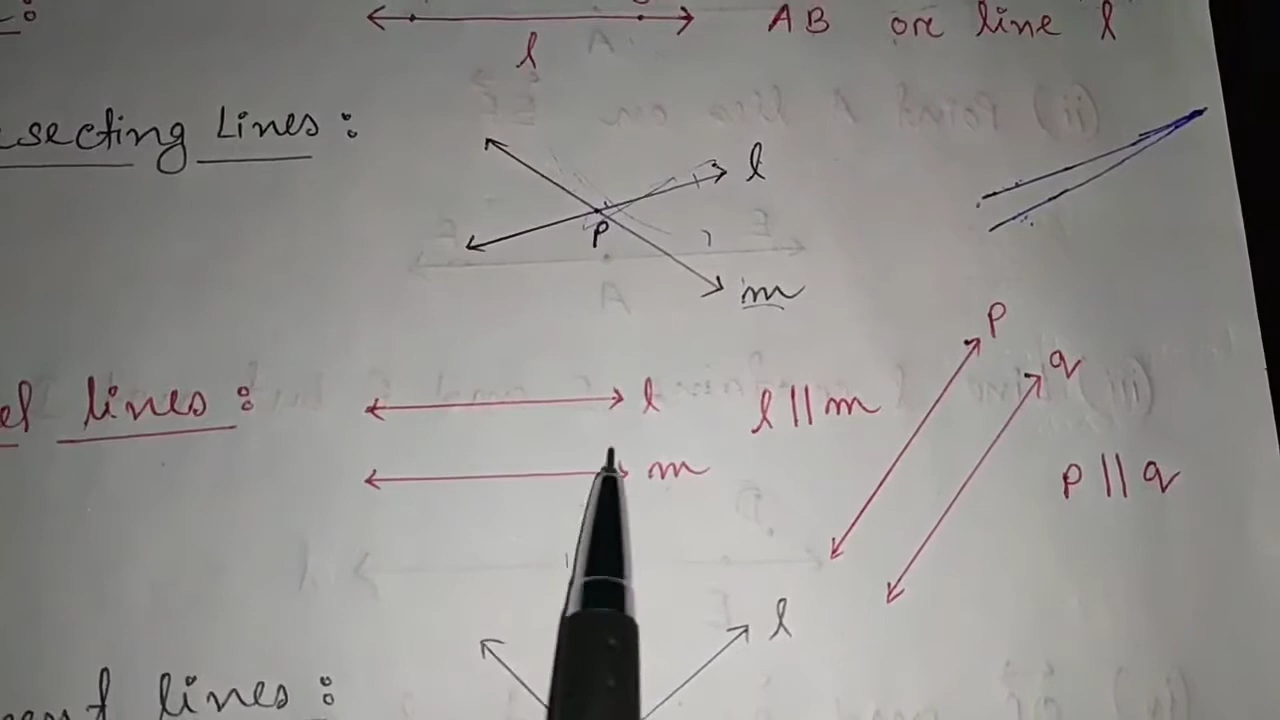 AB or line l
l
secting Lines:
l
P
m
P
q
el lines: l l || m
m
p || q
l
lines: